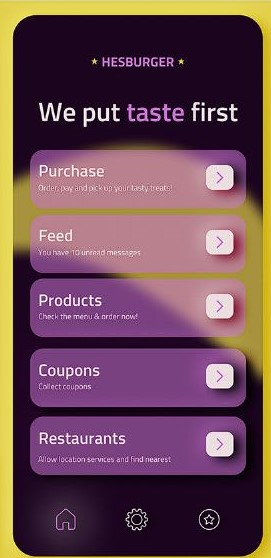 ★ HESBURGER ★
We put taste first
Purchase
Order, pay and pick up your tasty treats!
Feed
You have 10 unread messages
Products
Check the menu & order now!
Coupons
Collect coupons
Restaurants
Allow location services and find nearest